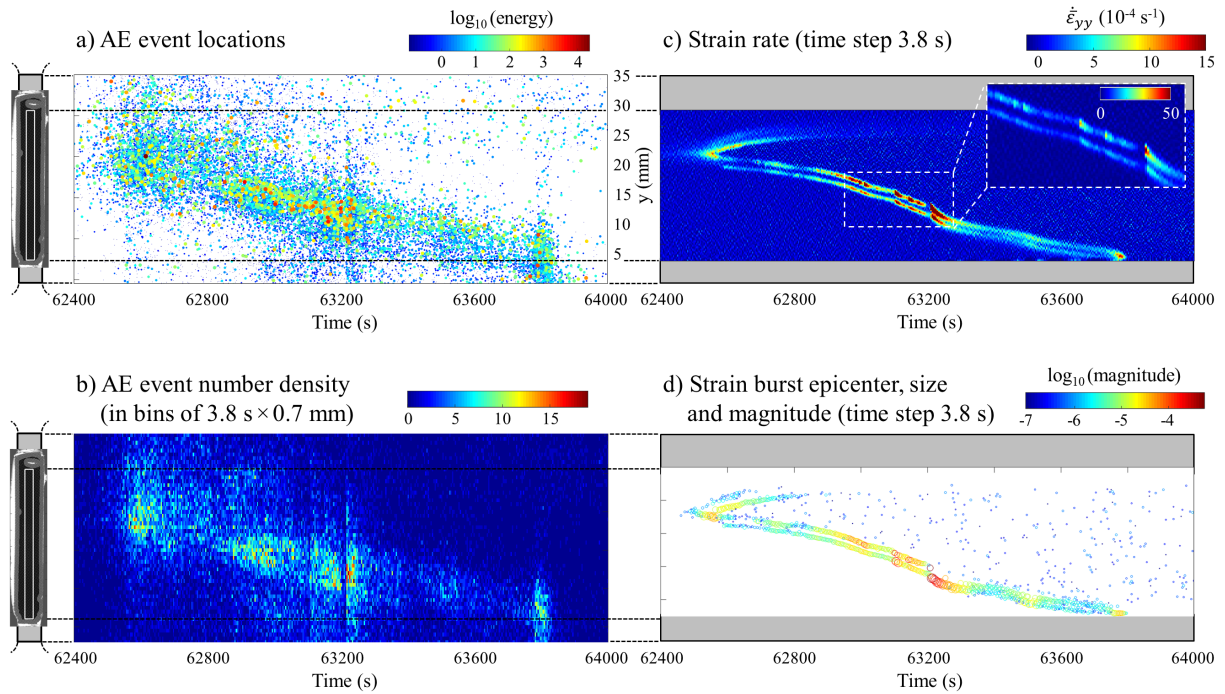 a) AE event locations
log₁₀ (energy)
0 1 2 3 4
35
30
25
20
15
10
5
y (mm)
62400 62800 63200 63600 64000
Time (s)
c) Strain rate (time step 3.8 s)
ε̄̇yy (10⁻⁴ s⁻¹)
0 5 10 15
0 50
62400 62800 63200 63600 64000
Time (s)
b) AE event number density
(in bins of 3.8 s × 0.7 mm)
0 5 10 15
62400 62800 63200 63600 64000
Time (s)
d) Strain burst epicenter, size
and magnitude (time step 3.8 s)
log₁₀ (magnitude)
-7 -6 -5 -4
62400 62800 63200 63600 64000
Time (s)